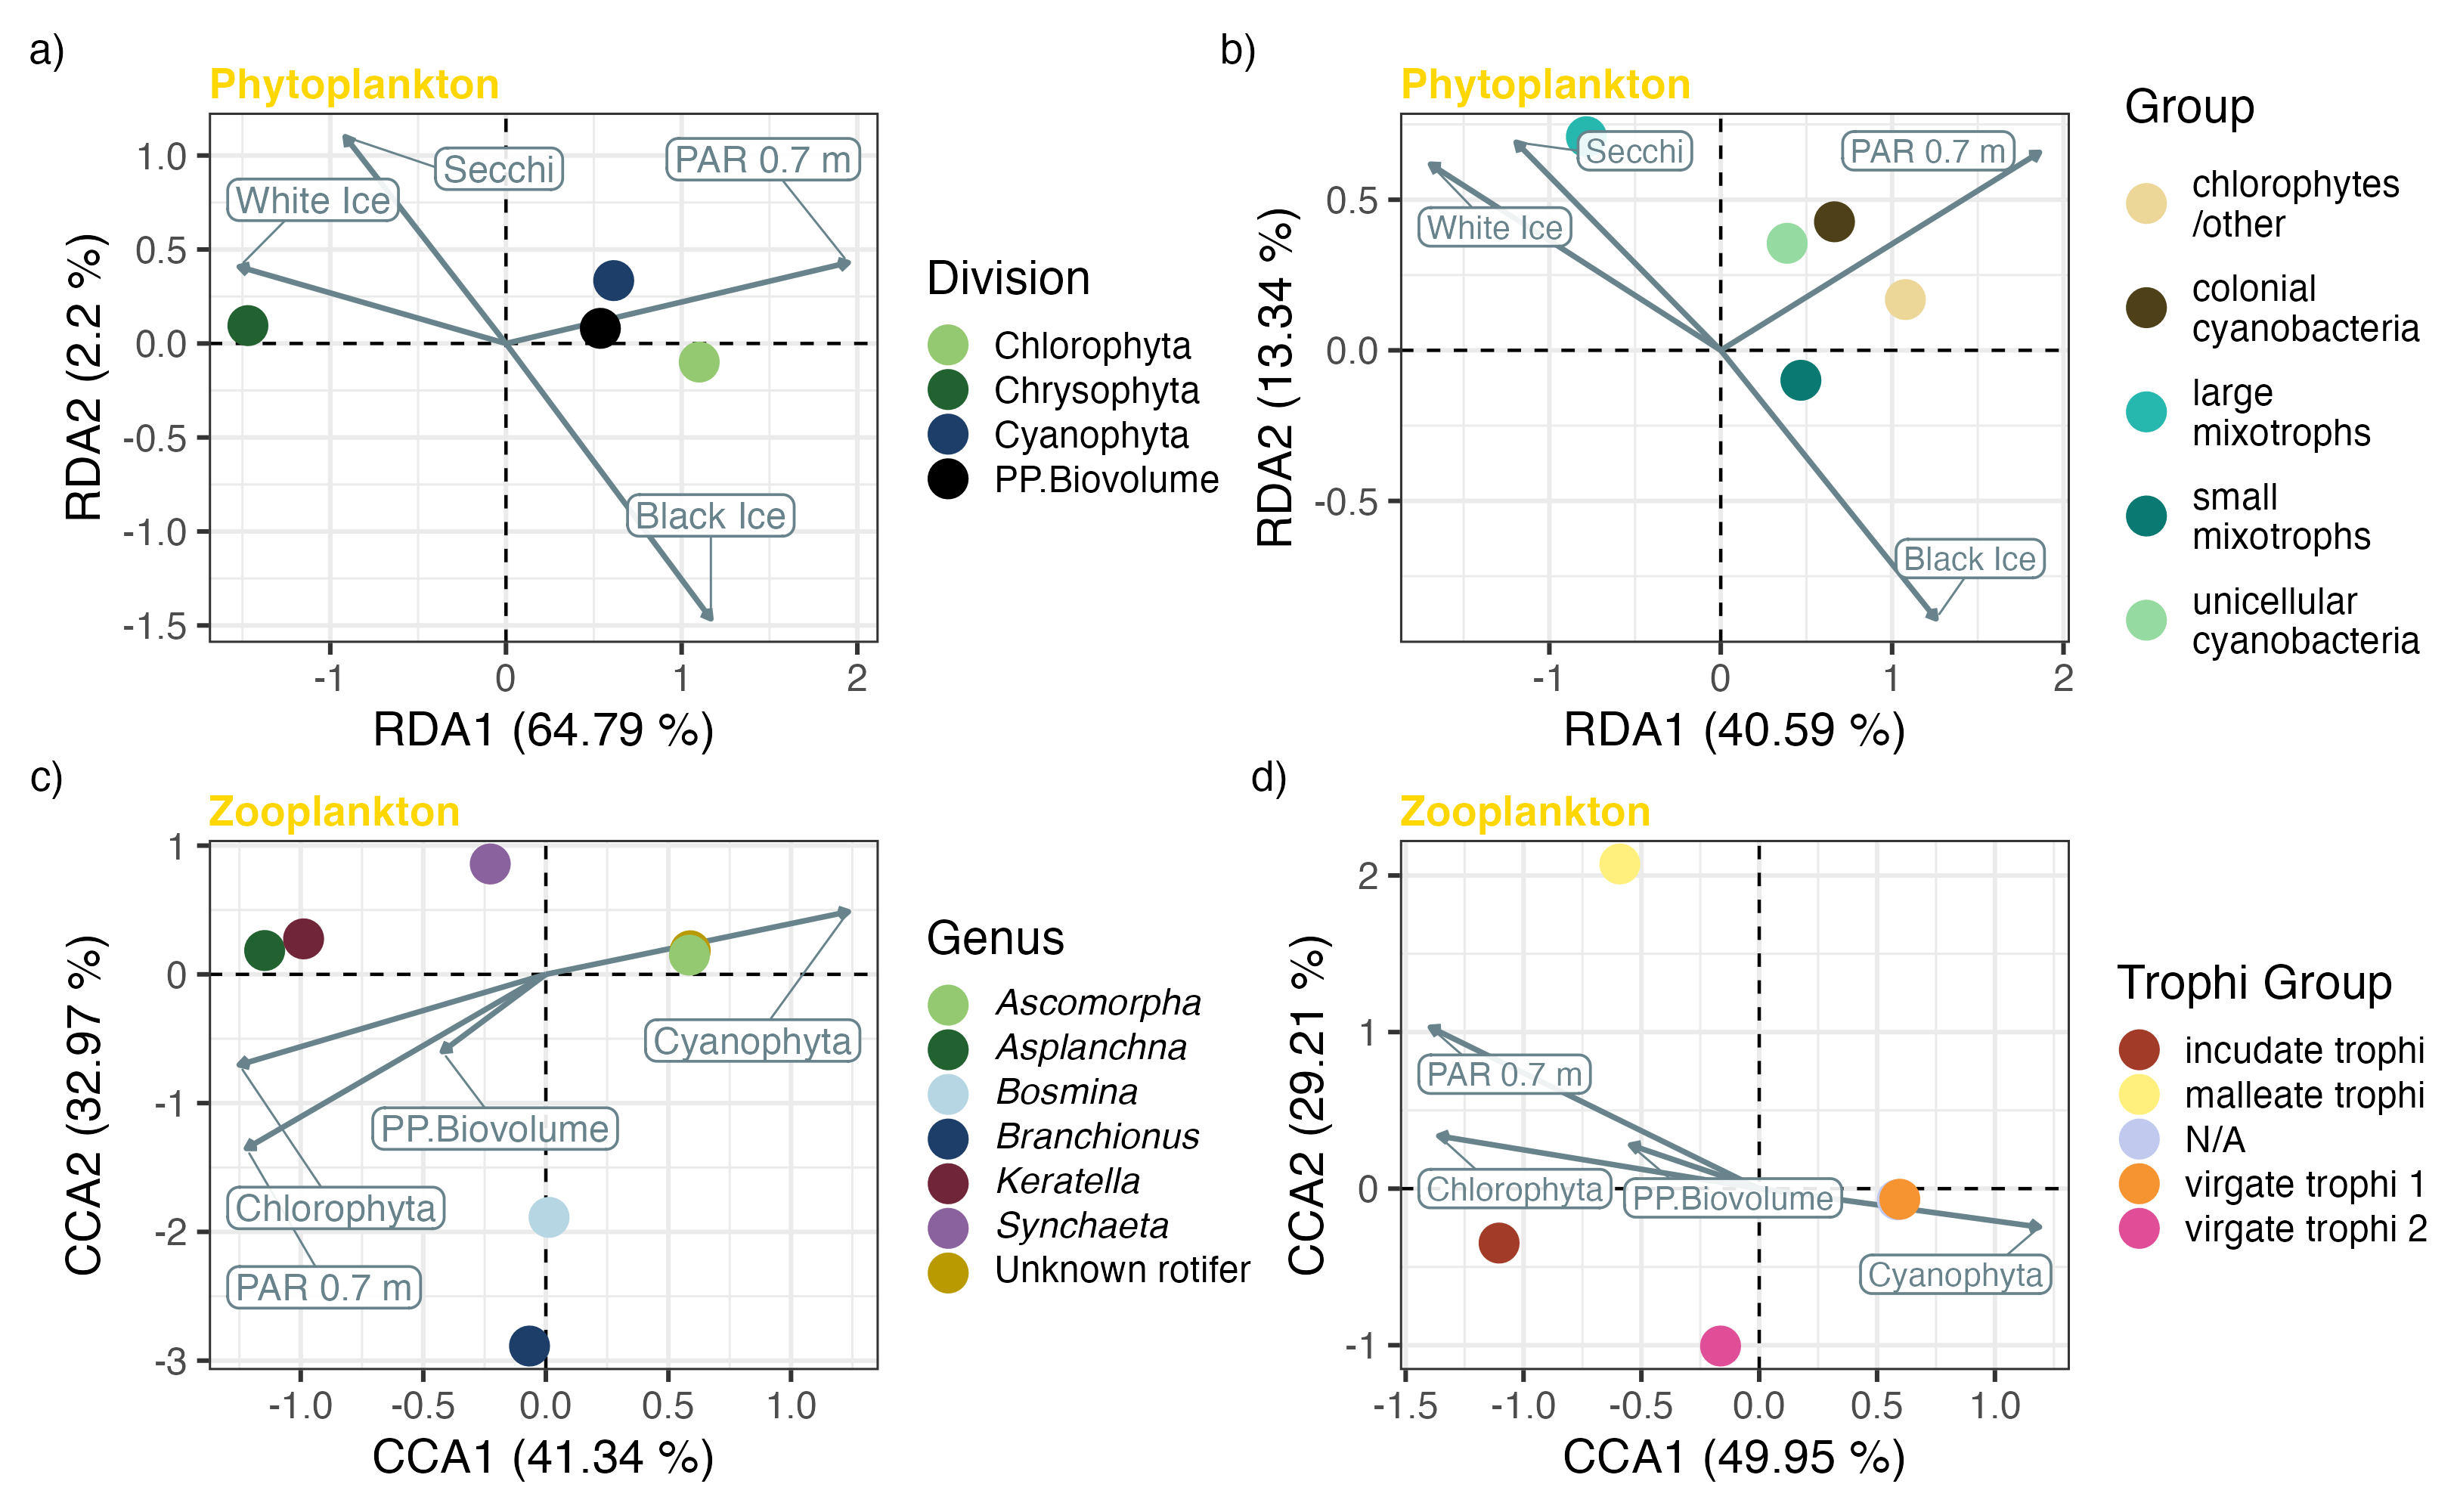 a)
Phytoplankton
1.0
0.5
0.0
-0.5
-1.0
-1.5
RDA2 (2.2 %)
Secchi
PAR 0.7 m
White Ice
Black Ice
-1
0
1
2
RDA1 (64.79 %)
Division
Chlorophyta
Chrysophyta
Cyanophyta
PP.Biovolume
b)
Phytoplankton
0.5
0.0
-0.5
RDA2 (13.34 %)
Secchi
PAR 0.7 m
White Ice
Black Ice
-1
0
1
2
RDA1 (40.59 %)
Group
chlorophytes
/other
colonial
cyanobacteria
large
mixotrophs
small
mixotrophs
unicellular
cyanobacteria
c)
Zooplankton
1
0
-1
-2
-3
CCA2 (32.97 %)
Cyanophyta
PP.Biovolume
Chlorophyta
PAR 0.7 m
-1.0
-0.5
0.0
0.5
1.0
CCA1 (41.34 %)
Genus
Ascomorpha
Asplanchna
Bosmina
Branchionus
Keratella
Synchaeta
Unknown rotifer
d)
Zooplankton
2
1
0
-1
CCA2 (29.21 %)
PAR 0.7 m
Chlorophyta
PP.Biovolume
Cyanophyta
-1.5
-1.0
-0.5
0.0
0.5
1.0
CCA1 (49.95 %)
Trophi Group
incudate trophi
malleate trophi
N/A
virgate trophi 1
virgate trophi 2